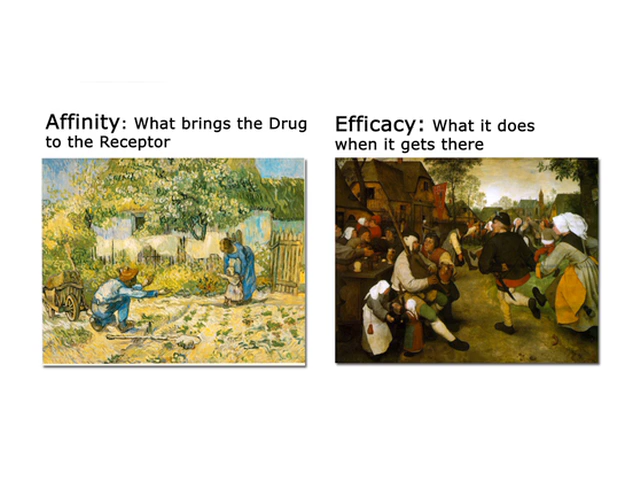 Affinity: What brings the Drug
to the Receptor
Efficacy: What it does
when it gets there